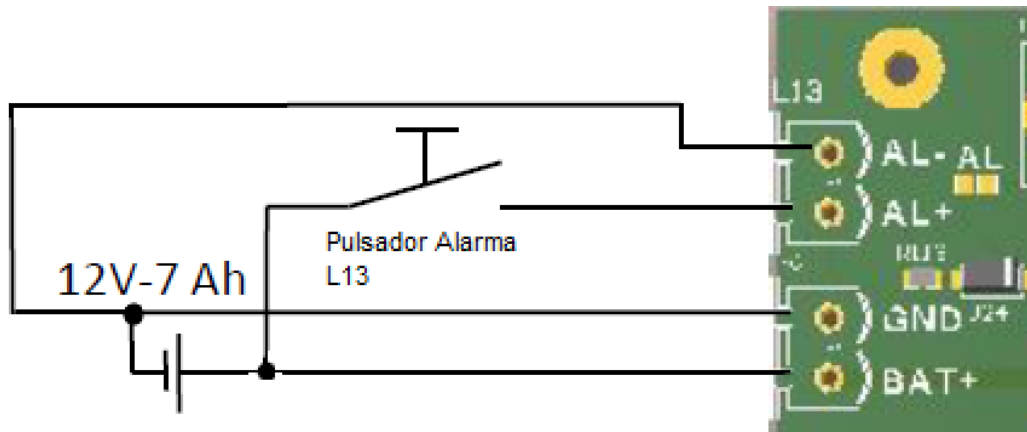 L13
AL-
AL
AL+
Pulsador Alarma
L13
12V-7 Ah
GND
J24
BAT+